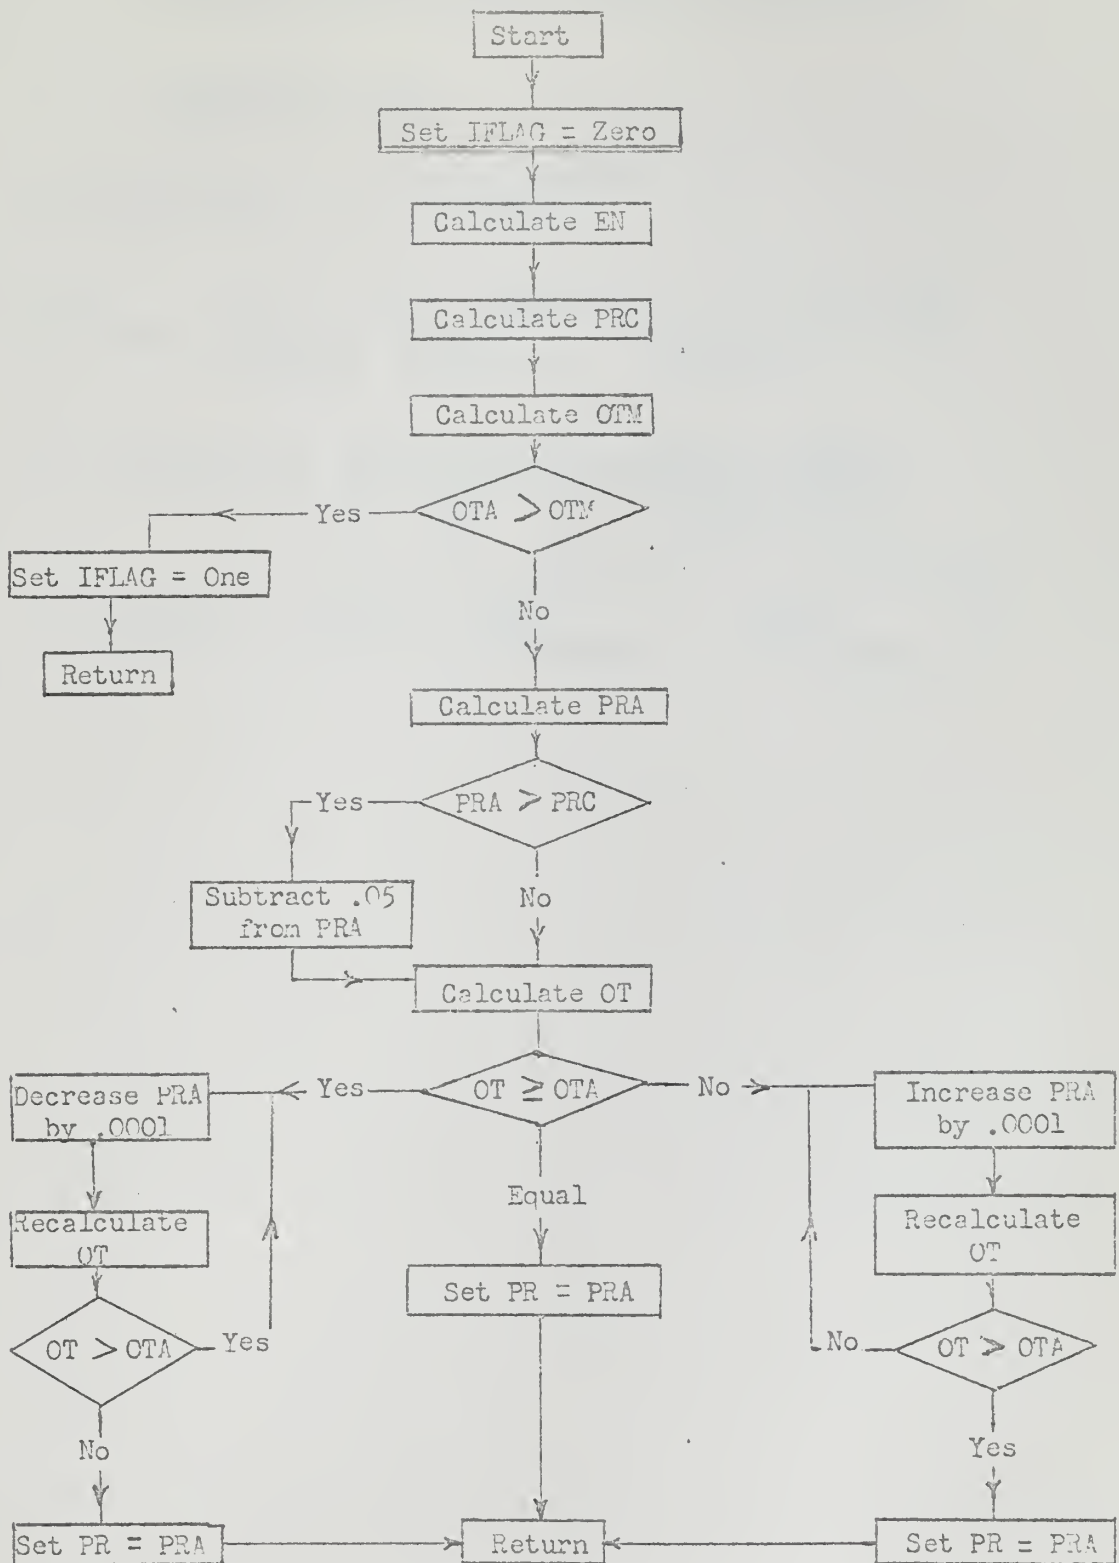 Start
Set IFLAG = Zero
Calculate EN
Calculate PRC
Calculate OTM
OTA > OTM
Yes
Set IFLAG = One
No
Return
Calculate PRA
PRA > PRC
Yes
Subtract .05
from PRA
No
Calculate OT
OT ≥ OTA
Yes
No
Decrease PRA
by .0001
Increase PRA
by .0001
Equal
Recalculate
OT
Recalculate
OT
Set PR = PRA
OT > OTA
Yes
No
OT > OTA
No
Yes
Set PR = PRA
Return
Set PR = PRA